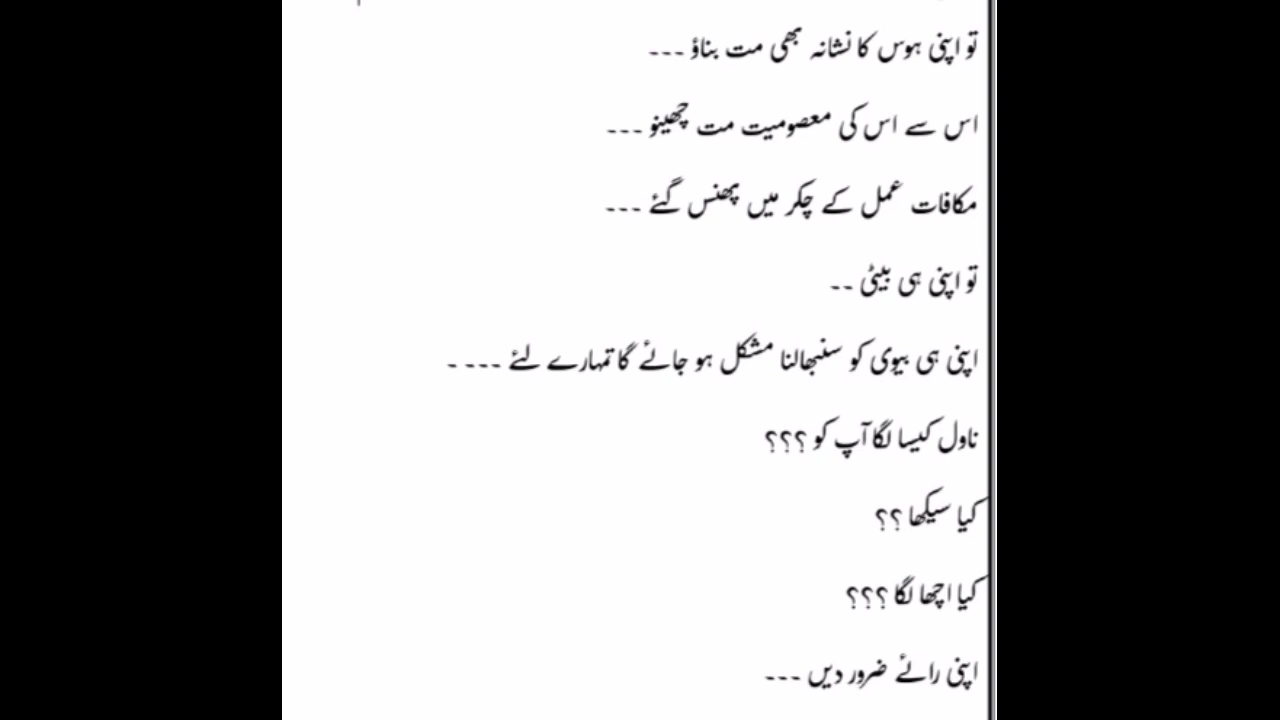 تو اپنی ہوس کا نشانہ بھی مت بناؤ ---
اس سے اس کی معصومیت مت چھینو ---
مکافات عمل کے چکر میں پھنس گئے ---
تو اپنی ہی بیٹی --
اپنی ہی بیوی کو سنبھالنا مشکل ہو جائے گا تمہارے لئے ---- -
ناول کیسا لگا آپ کو ؟؟؟
کیا سیکھا ؟؟
کیا اچھا لگا ؟؟؟
اپنی رائے ضرور دیں ---